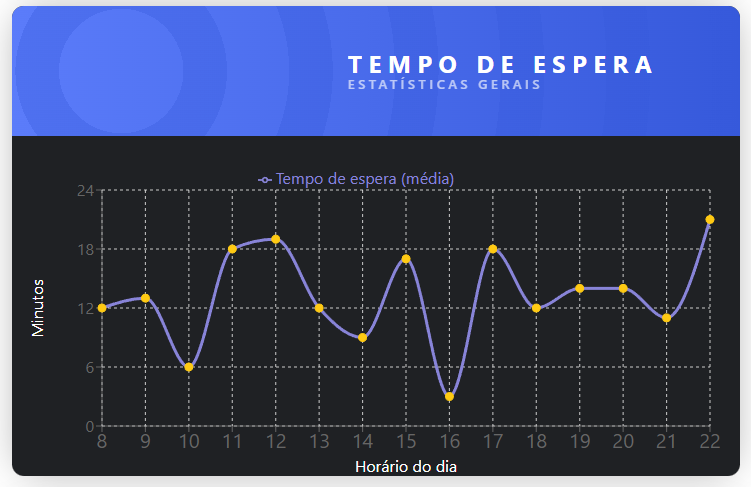 TEMPO DE ESPERA
ESTATÍSTICAS GERAIS
Tempo de espera (média)
24
18
12
6
0
Minutos
8 9 10 11 12 13 14 15 16 17 18 19 20 21 22
Horário do dia